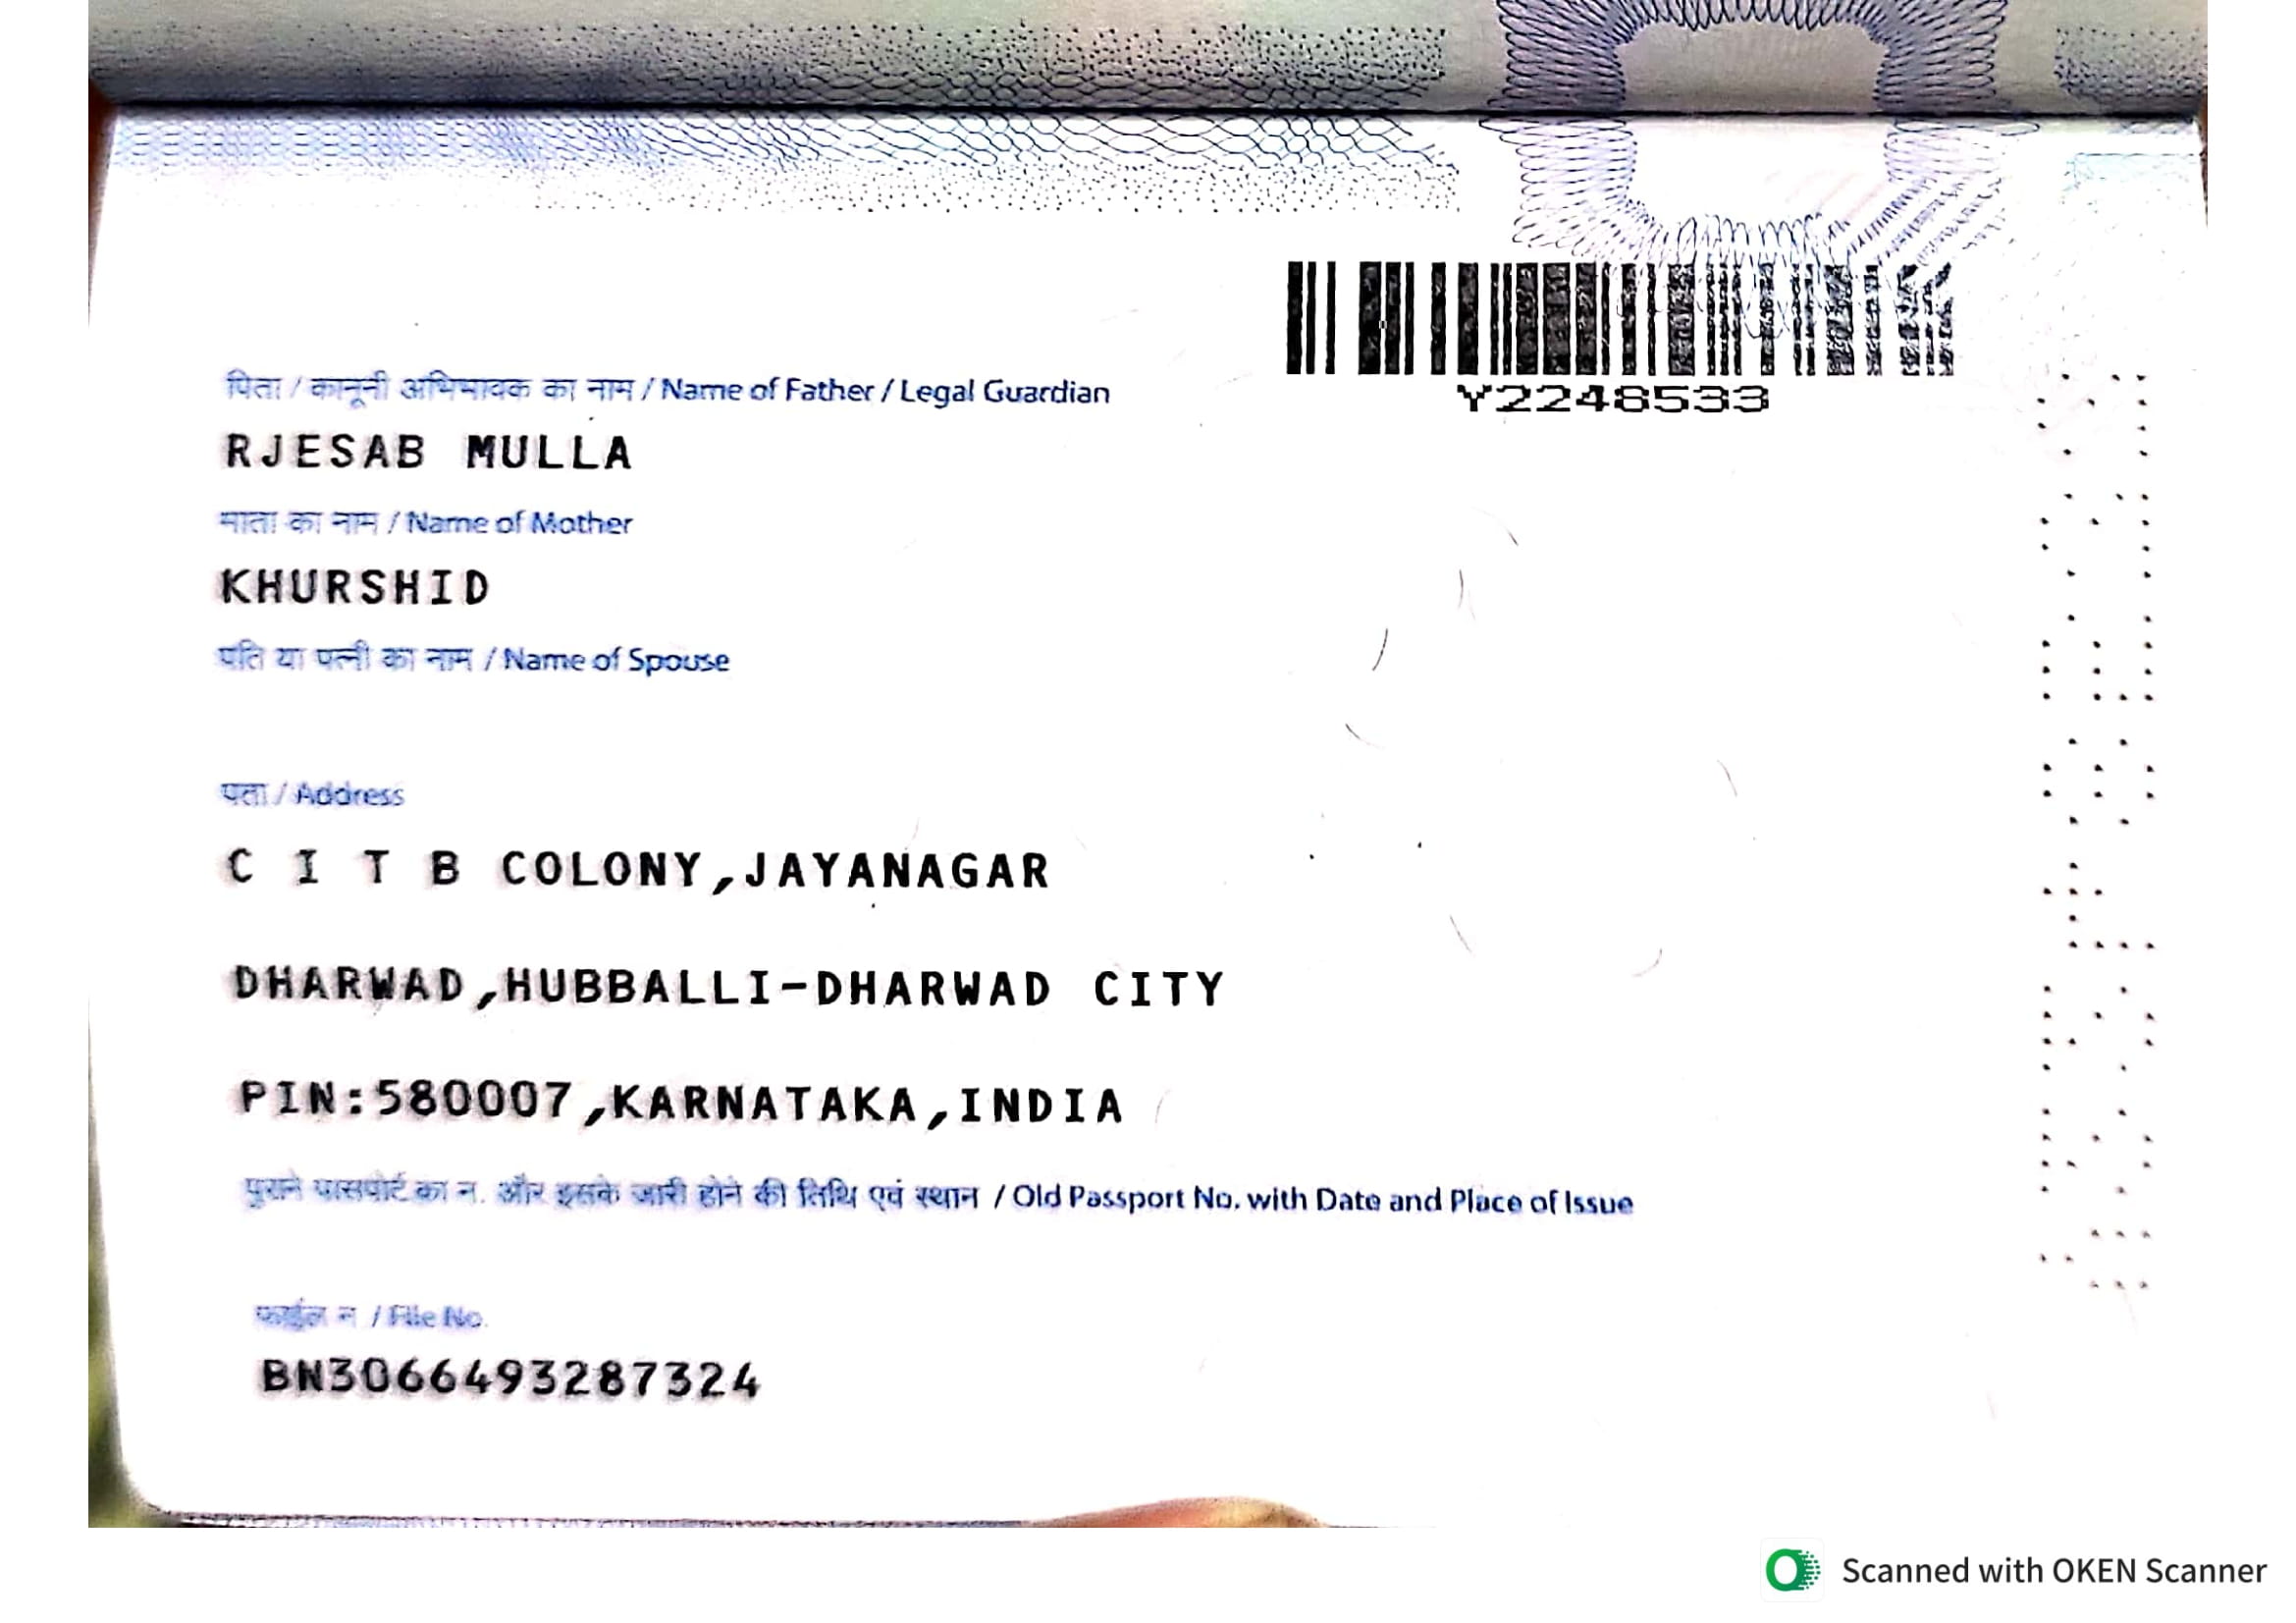 Y2248533
पिता / कानूनी अभिभावक का नाम / Name of Father / Legal Guardian
RJESAB MULLA
माता का नाम / Name of Mother
KHURSHID
पति या पत्नी का नाम / Name of Spouse
पता / Address
C I T B COLONY,JAYANAGAR
DHARWAD,HUBBALLI-DHARWAD CITY
PIN:580007,KARNATAKA,INDIA
पुराने पासपोर्ट का न. और इसके जारी होने की तिथि एवं स्थान / Old Passport No. with Date and Place of Issue
फाईल न / File No.
BN3066493287324
Scanned with OKEN Scanner